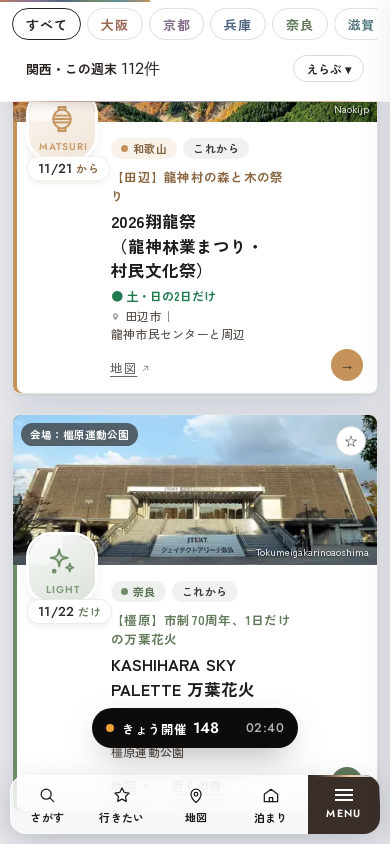 すべて
大阪
京都
兵庫
奈良
滋賀
関西・この週末 112件
えらぶ ▾
Naokijp
MATSURI
11/21 から
和歌山
これから
【田辺】龍神村の森と木の祭
り
2026翔龍祭
（龍神林業まつり・
村民文化祭）
土・日の2日だけ
田辺市｜
龍神市民センターと周辺
地図 ↗
→
会場：橿原運動公園
☆
JTEKT
ジェイテクトアリーナ奈良
Tokumeigakarinoaoshima
LIGHT
11/22 だけ
奈良
これから
【橿原】市制70周年、1日だけ
の万葉花火
KASHIHARA SKY
PALETTE 万葉花火
きょう開催 148 02:40
橿原運動公園
さがす
行きたい
地図
泊まり
MENU